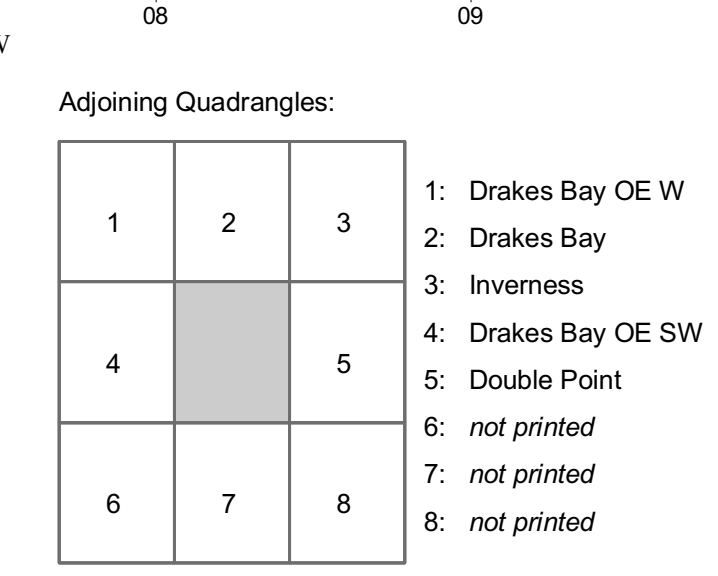 08 09
W
Adjoining Quadrangles:
1 2 3
4 5
6 7 8
1: Drakes Bay OE W
2: Drakes Bay
3: Inverness
4: Drakes Bay OE SW
5: Double Point
6: not printed
7: not printed
8: not printed